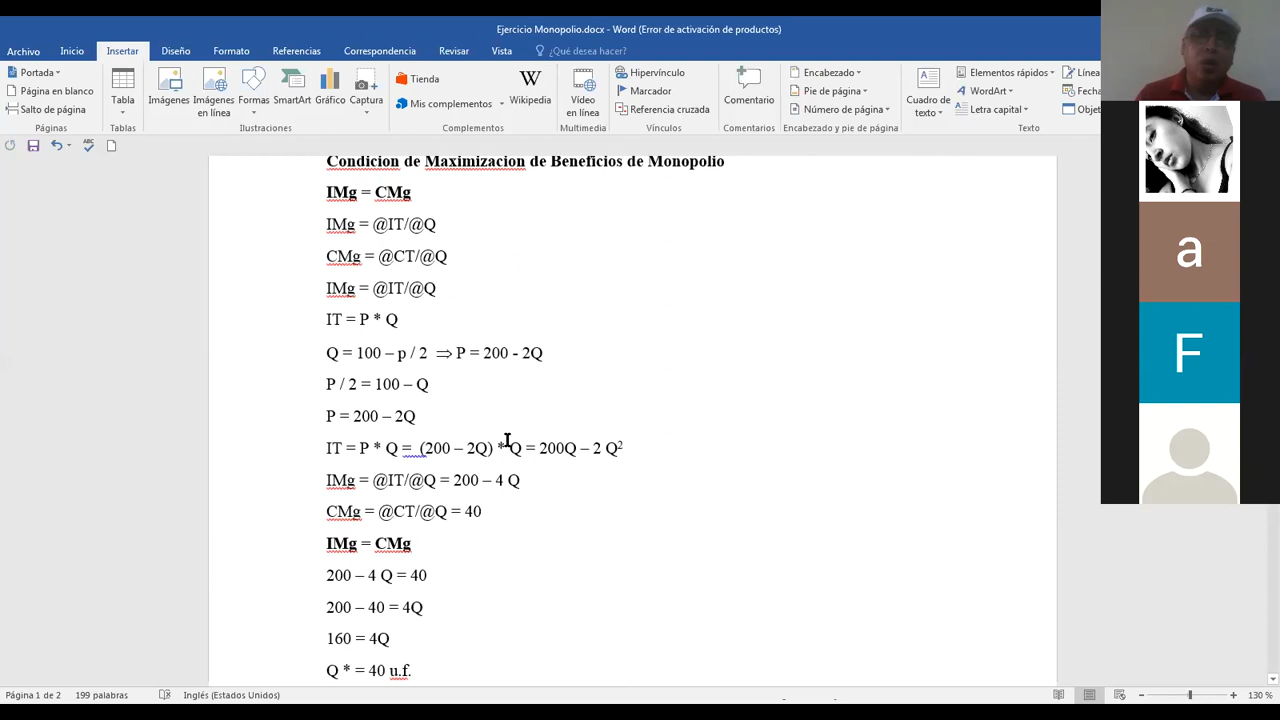 Ejercicio Monopolio.docx - Word (Error de activación de productos)
Archivo Inicio Insertar Diseño Formato Referencias Correspondencia Revisar Vista ¿Qué desea hacer?
Portada
Página en blanco
Salto de página
Páginas
Tabla
Tablas
Imágenes
Imágenes en línea
Formas
SmartArt
Gráfico
Captura
Ilustraciones
Tienda
Mis complementos
Wikipedia
Complementos
Vídeo en línea
Multimedia
Hipervínculo
Marcador
Referencia cruzada
Vínculos
Comentario
Comentarios
Encabezado
Pie de página
Número de página
Encabezado y pie de página
Cuadro de texto
Elementos rápidos
WordArt
Letra capital
Texto
Línea
Fecha
Objet
ABC
Condicion de Maximizacion de Beneficios de Monopolio
IMg = CMg
IMg = @IT/@Q
CMg = @CT/@Q
IMg = @IT/@Q
IT = P * Q
Q = 100 – p / 2 ⇒ P = 200 - 2Q
P / 2 = 100 – Q
P = 200 – 2Q
IT = P * Q = (200 – 2Q) * Q = 200Q – 2 Q²
IMg = @IT/@Q = 200 – 4 Q
CMg = @CT/@Q = 40
IMg = CMg
200 – 4 Q = 40
200 – 40 = 4Q
160 = 4Q
Q * = 40 u.f.
a
F
Página 1 de 2 199 palabras Inglés (Estados Unidos) 130 %